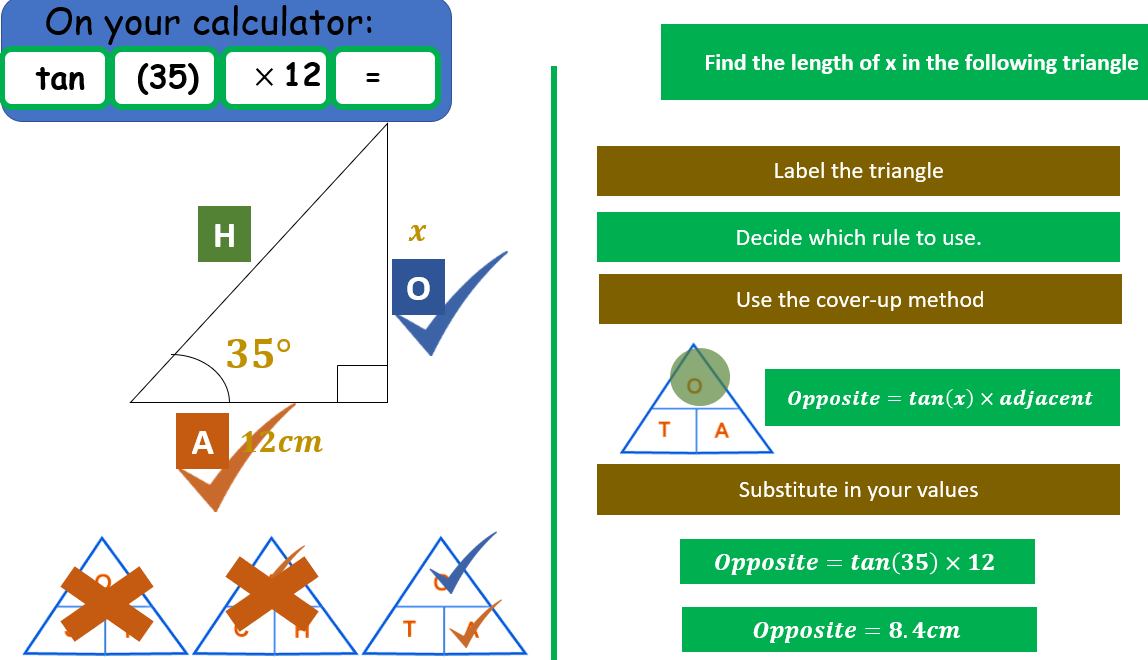 On your calculator:
tan (35) × 12 =
H
x
O
35°
A 12cm
O
T A
Find the length of x in the following triangle
Label the triangle
Decide which rule to use.
Use the cover-up method
O
T A
Opposite = tan(x) × adjacent
Substitute in your values
Opposite = tan(35) × 12
Opposite = 8.4cm